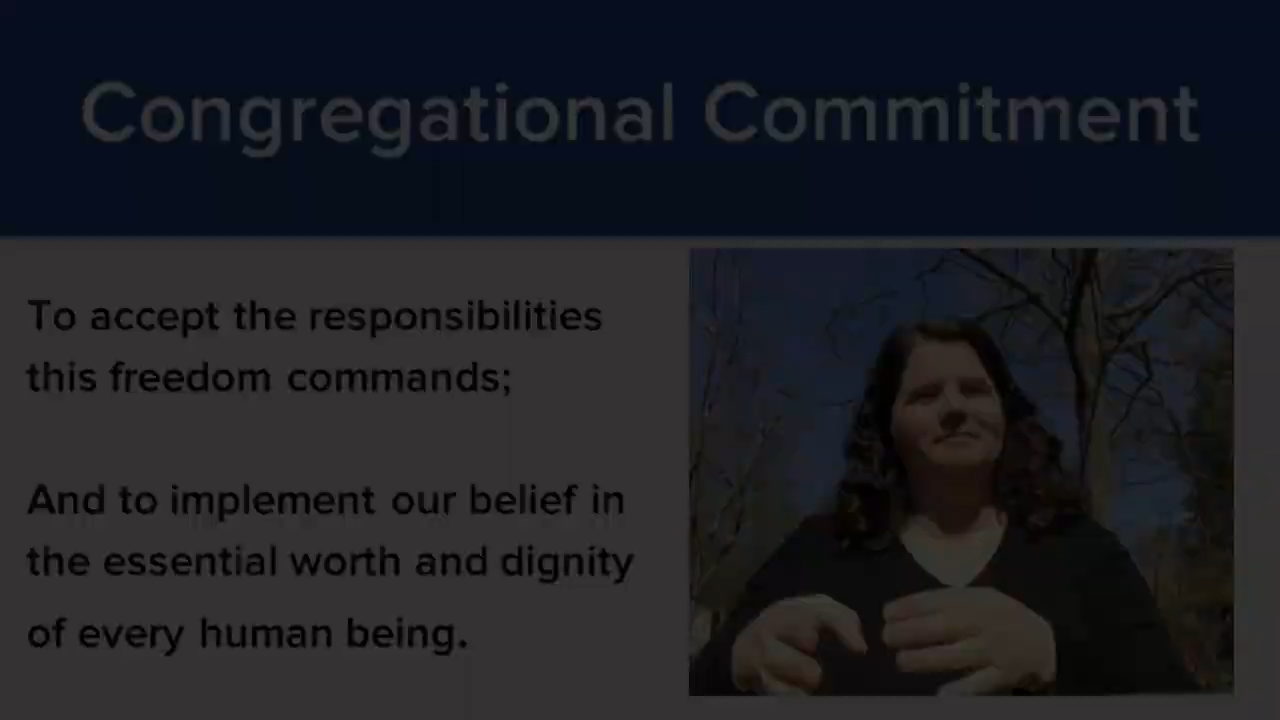 Congregational Commitment
To accept the responsibilities
this freedom commands;
And to implement our belief in
the essential worth and dignity
of every human being.